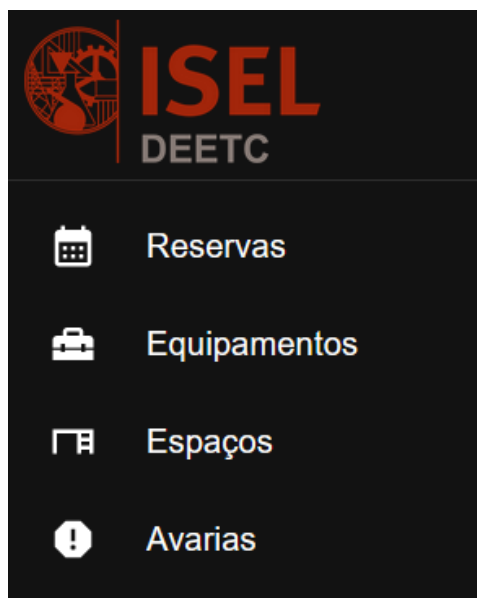 ISEL
DEETC
Reservas
Equipamentos
Espaços
Avarias